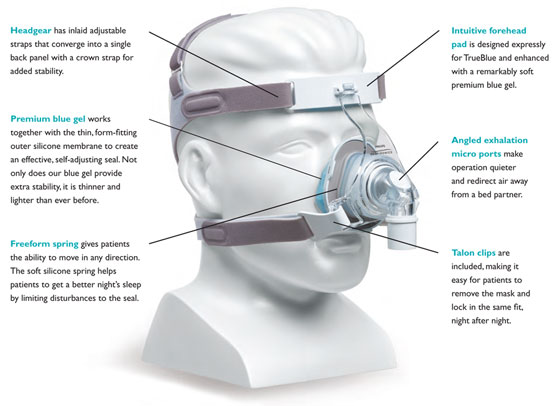 Headgear has inlaid adjustable
straps that converge into a single
back panel with a crown strap for
added stability.
Premium blue gel works
together with the thin, form-fitting
outer silicone membrane to create
an effective, self-adjusting seal. Not
only does our blue gel provide
extra stability, it is thinner and
lighter than ever before.
Freeform spring gives patients
the ability to move in any direction.
The soft silicone spring helps
patients to get a better night's sleep
by limiting disturbances to the seal.
Intuitive forehead
pad is designed expressly
for TrueBlue and enhanced
with a remarkably soft
premium blue gel.
Angled exhalation
micro ports make
operation quieter
and redirect air away
from a bed partner.
Talon clips are
included, making it
easy for patients to
remove the mask and
lock in the same fit,
night after night.